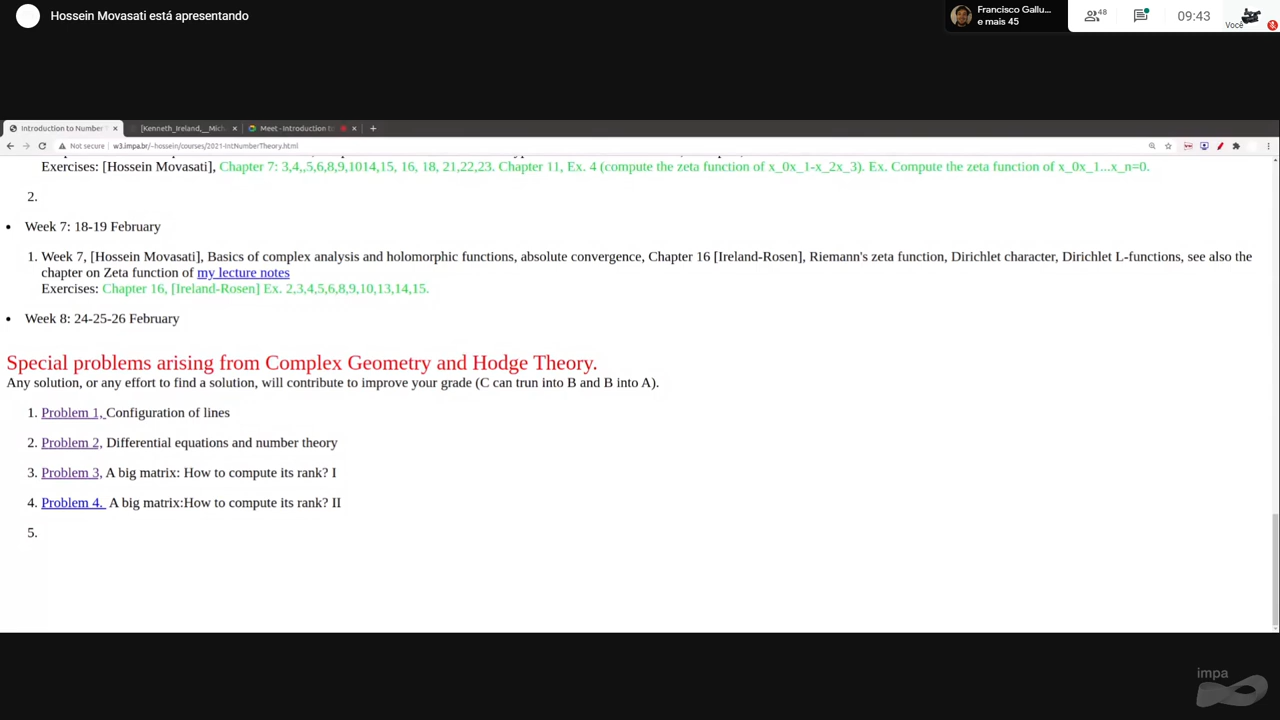 Hossein Movasati está apresentando
Francisco Gallu...
e mais 45
48
09:43
Você
Introduction to Number T
[Kenneth_Ireland,__Mich
Meet - Introduction to
Not secure
w3.impa.br/~hossein/courses/2021-IntNumberTheory.html
Exercises: [Hossein Movasati], Chapter 7: 3,4,,5,6,8,9,1014,15, 16, 18, 21,22,23. Chapter 11, Ex. 4 (compute the zeta function of x_0x_1-x_2x_3). Ex. Compute the zeta function of x_0x_1...x_n=0.
2.
• Week 7: 18-19 February
1. Week 7, [Hossein Movasati], Basics of complex analysis and holomorphic functions, absolute convergence, Chapter 16 [Ireland-Rosen], Riemann's zeta function, Dirichlet character, Dirichlet L-functions, see also the
chapter on Zeta function of my lecture notes
Exercises: Chapter 16, [Ireland-Rosen] Ex. 2,3,4,5,6,8,9,10,13,14,15.
• Week 8: 24-25-26 February
Special problems arising from Complex Geometry and Hodge Theory.
Any solution, or any effort to find a solution, will contribute to improve your grade (C can trun into B and B into A).
1. Problem 1, Configuration of lines
2. Problem 2, Differential equations and number theory
3. Problem 3, A big matrix: How to compute its rank? I
4. Problem 4. A big matrix:How to compute its rank? II
5.
impa